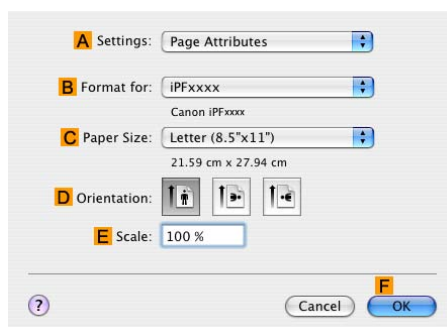 A Settings: Page Attributes
B Format for: iPFxxxx
Canon iPFxxxx
C Paper Size: Letter (8.5"x11")
21.59 cm x 27.94 cm
D Orientation:
E Scale: 100 %
F
? Cancel OK